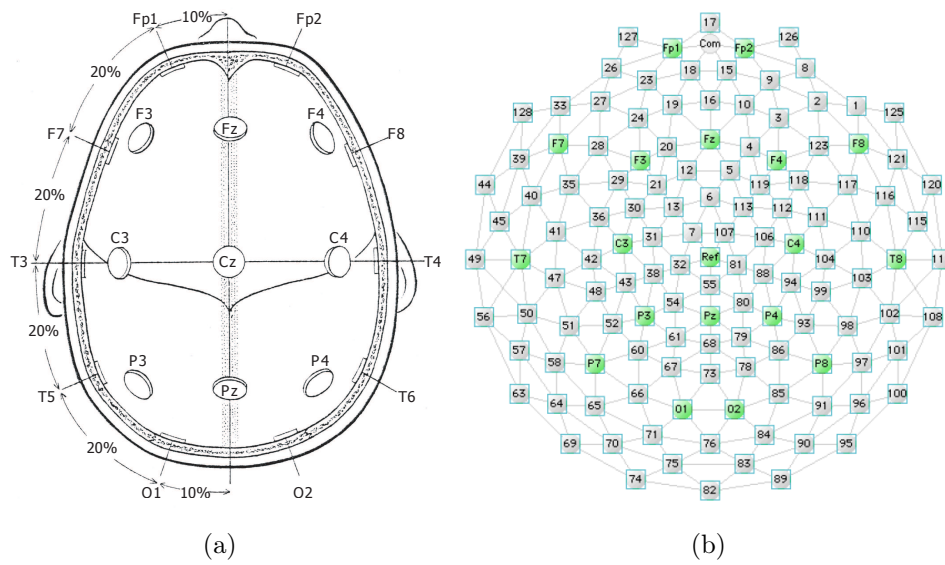 Fp1 10% Fp2
20%
F7 F3 Fz F4 F8
20%
C3 C4
T3 Cz T4
20%
P3 P4
T5 Pz T6
20%
O1 10% O2
(a)
17
127 Fp1 Com Fp2 126
26 23 18 15 9 8
128 33 27 19 16 10 2 1 125
24 3
F7 28 20 Fz 4 123 F8
39 F3 F4 121
44 40 35 29 21 12 5 119 118 117 116 120
45 36 30 13 6 113 112 111 115
41 C3 31 7 107 106 C4 110
49 T7 42 38 32 Ref 81 88 104 T8 11
47 48 43 55 94 99 103
56 50 51 52 P3 54 Pz 80 P4 93 98 102 108
57 60 61 68 79 86 101
58 P7 67 73 78 P8 97
63 64 65 66 O1 O2 85 91 96 100
69 70 71 76 84 90 95
74 75 83 89
82
(b)